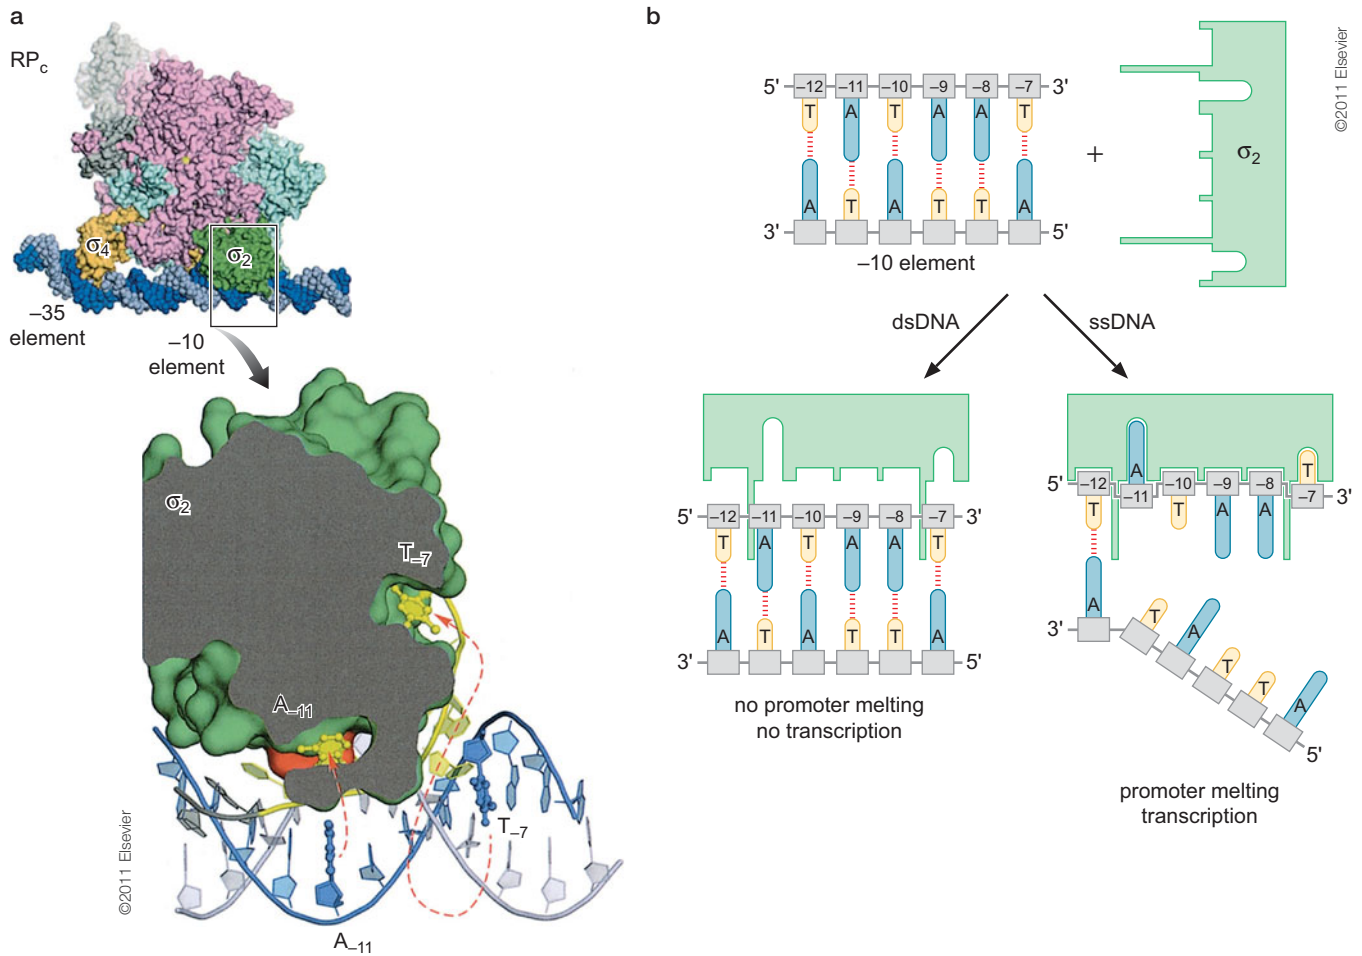 a
RPc
σ4
σ2
–35
element
–10
element
σ2
T–7
A–11
T–7
A–11
©2011 Elsevier
b
©2011 Elsevier
5' –12 –11 –10 –9 –8 –7 3'
T A T A A T
+
σ2
A T A T T A
3' 5'
–10 element
dsDNA
ssDNA
5' –12 –11 –10 –9 –8 –7 3'
T A T A A T
A T A T T A
3' 5'
no promoter melting
no transcription
A T
5' –12 –11 –10 –9 –8 –7 3'
T T A A
A T A T T A
3' 5'
promoter melting
transcription